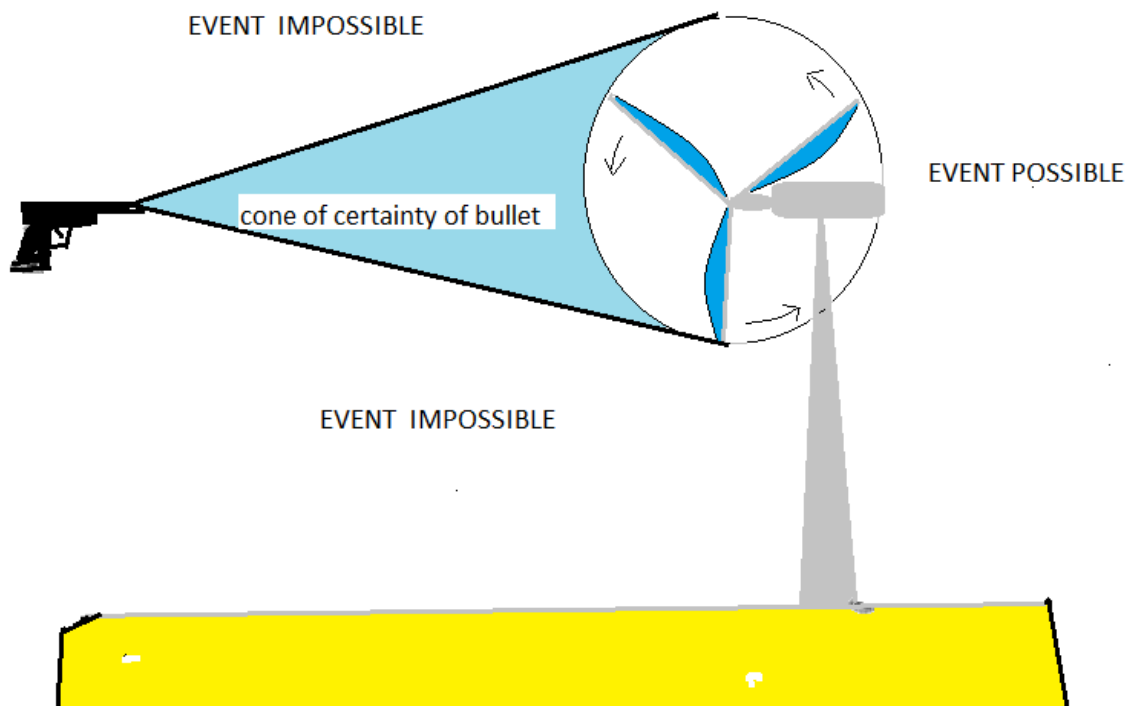 EVENT IMPOSSIBLE
EVENT POSSIBLE
cone of certainty of bullet
EVENT IMPOSSIBLE